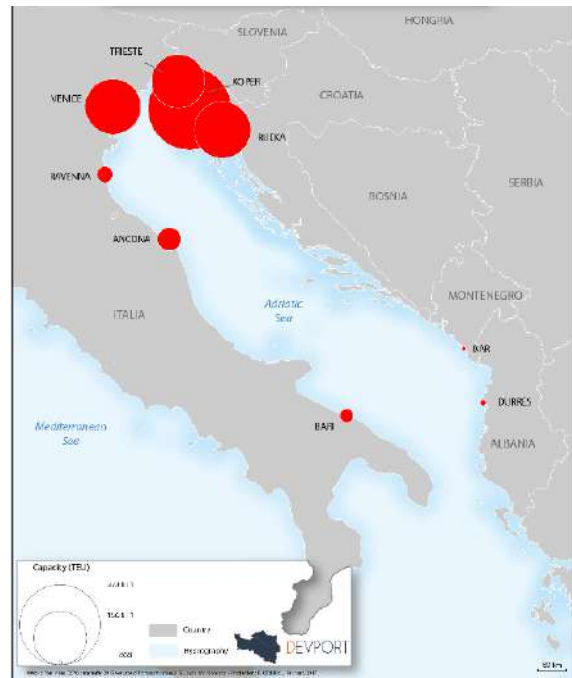 HONGRIA
SLOVENIA
TRIESTE
KOPER
VENICE
CROATIA
RIJEKA
RAVENNA
BOSNIA
SERBIA
ANCONA
MONTENEGRO
Adriatic
Sea
ITALIA
BAR
DURRES
BARI
Mediterranean
Sea
ALBANIA
Capacity (TEU)
Country
Hydrography
DEVPORT